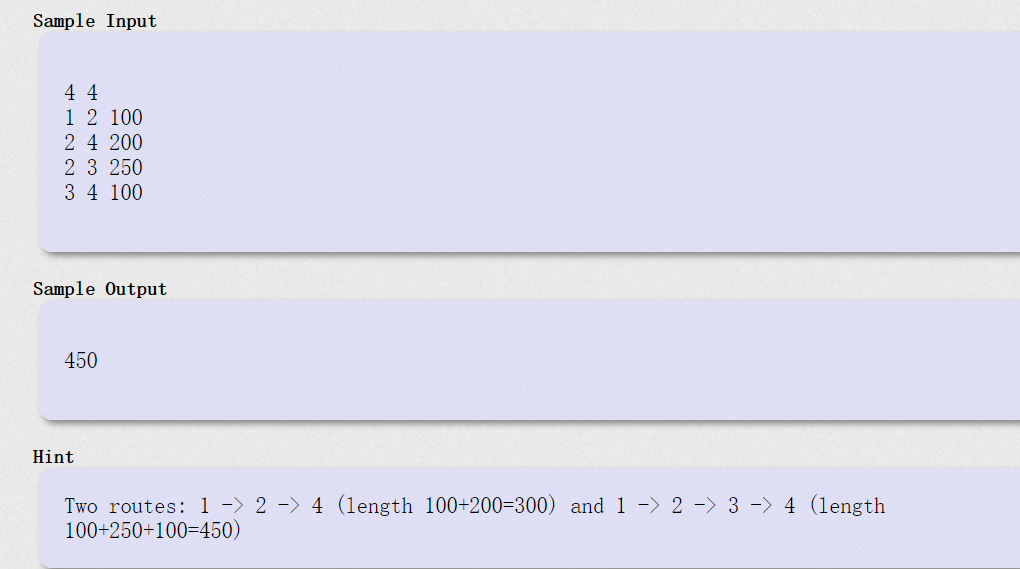 Sample Input
4 4
1 2 100
2 4 200
2 3 250
3 4 100
Sample Output
450
Hint
Two routes: 1 -> 2 -> 4 (length 100+200=300) and 1 -> 2 -> 3 -> 4 (length
100+250+100=450)